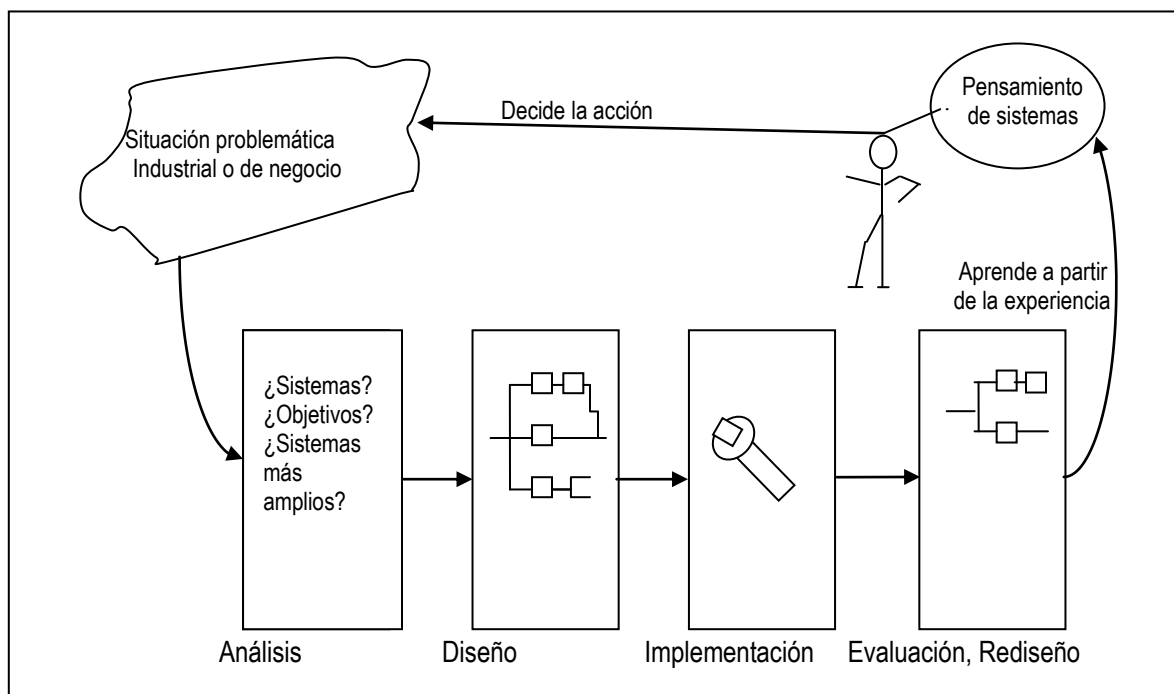 Pensamiento
de sistemas
Decide la acción
Situación problemática
Industrial o de negocio
Aprende a partir
de la experiencia
¿Sistemas?
¿Objetivos?
¿Sistemas
más
amplios?
Análisis
Diseño
Implementación
Evaluación, Rediseño